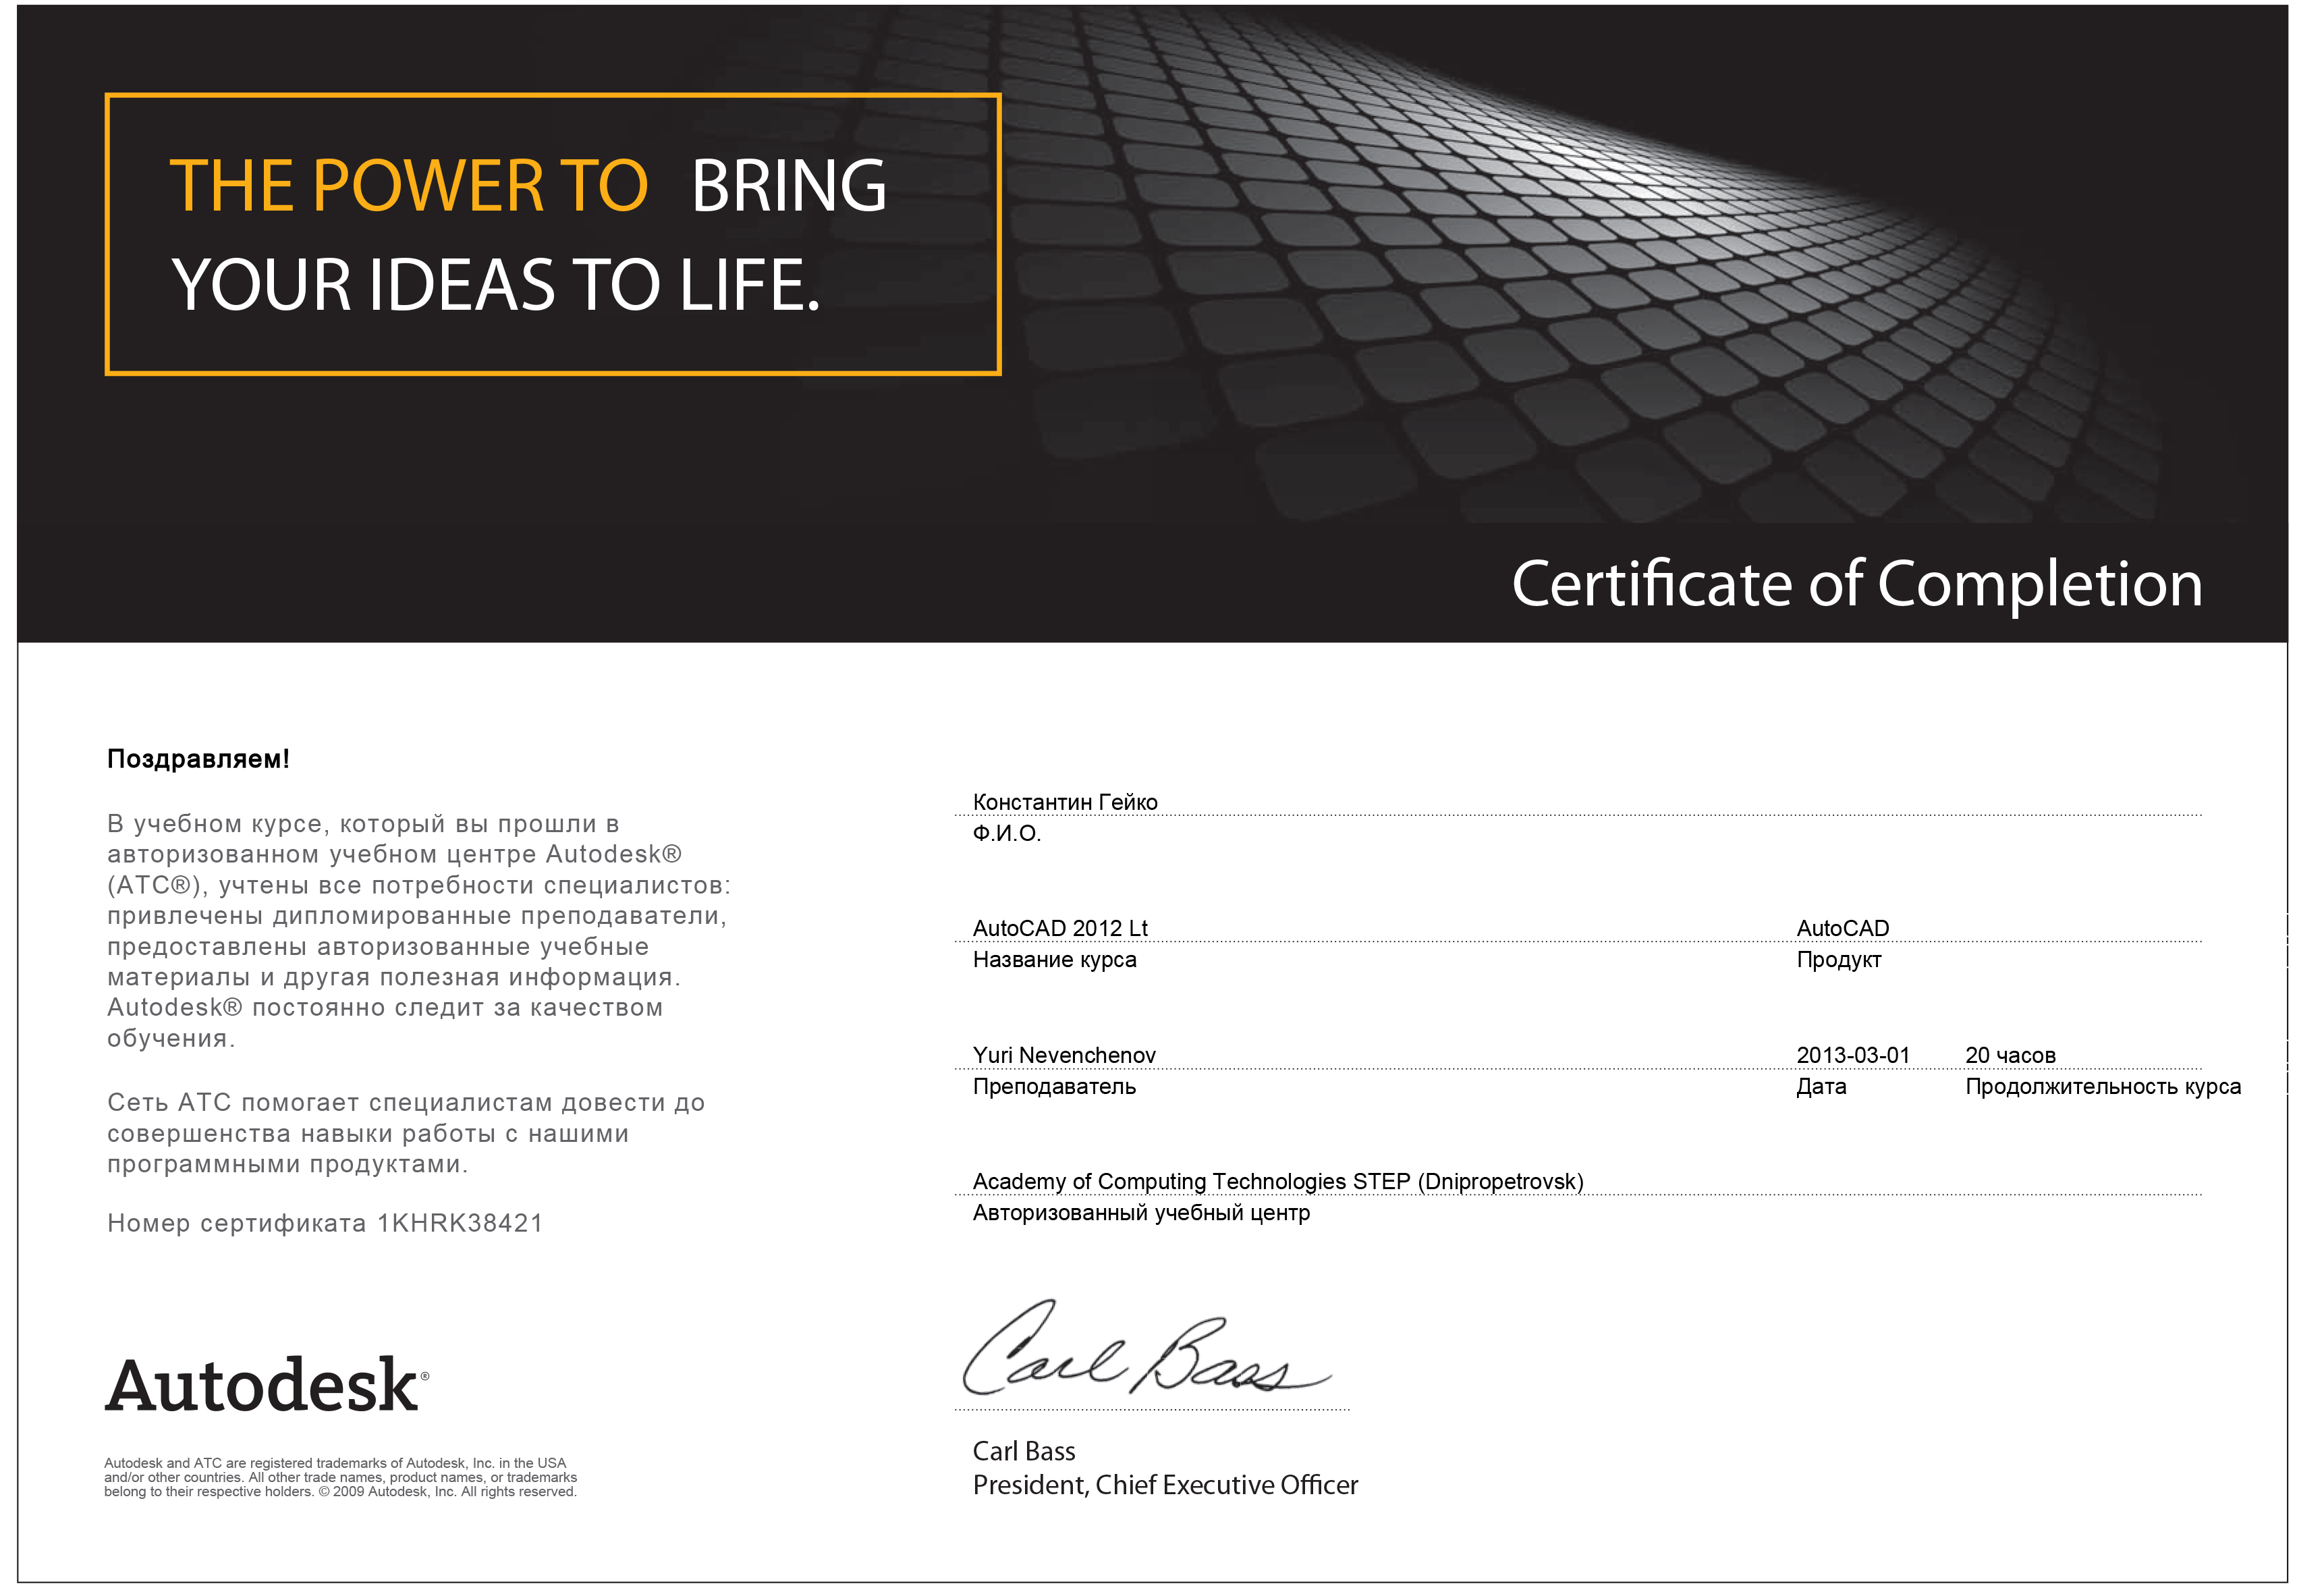 THE POWER TO BRING
YOUR IDEAS TO LIFE.
Certificate of Completion
Поздравляем!
В учебном курсе, который вы прошли в
авторизованном учебном центре Autodesk®
(ATC®), учтены все потребности специалистов:
привлечены дипломированные преподаватели,
предоставлены авторизованные учебные
материалы и другая полезная информация.
Autodesk® постоянно следит за качеством
обучения.
Сеть ATC помогает специалистам довести до
совершенства навыки работы с нашими
программными продуктами.
Номер сертификата 1KHRK38421
Autodesk®
Autodesk and ATC are registered trademarks of Autodesk, Inc. in the USA
and/or other countries. All other trade names, product names, or trademarks
belong to their respective holders. © 2009 Autodesk, Inc. All rights reserved.
Константин Гейко
Ф.И.О.
AutoCAD 2012 Lt AutoCAD
Название курса Продукт
Yuri Nevenchenov 2013-03-01 20 часов
Преподаватель Дата Продолжительность курса
Academy of Computing Technologies STEP (Dnipropetrovsk)
Авторизованный учебный центр
Carl Bass
Carl Bass
President, Chief Executive Officer